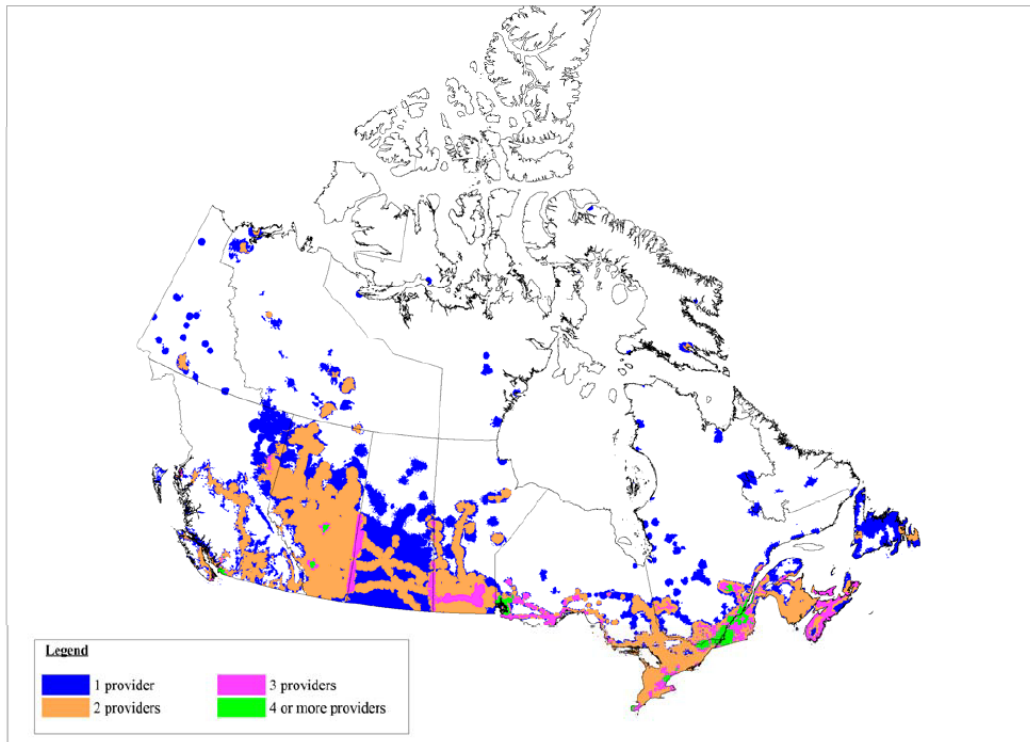 Legend
1 provider
3 providers
2 providers
4 or more providers